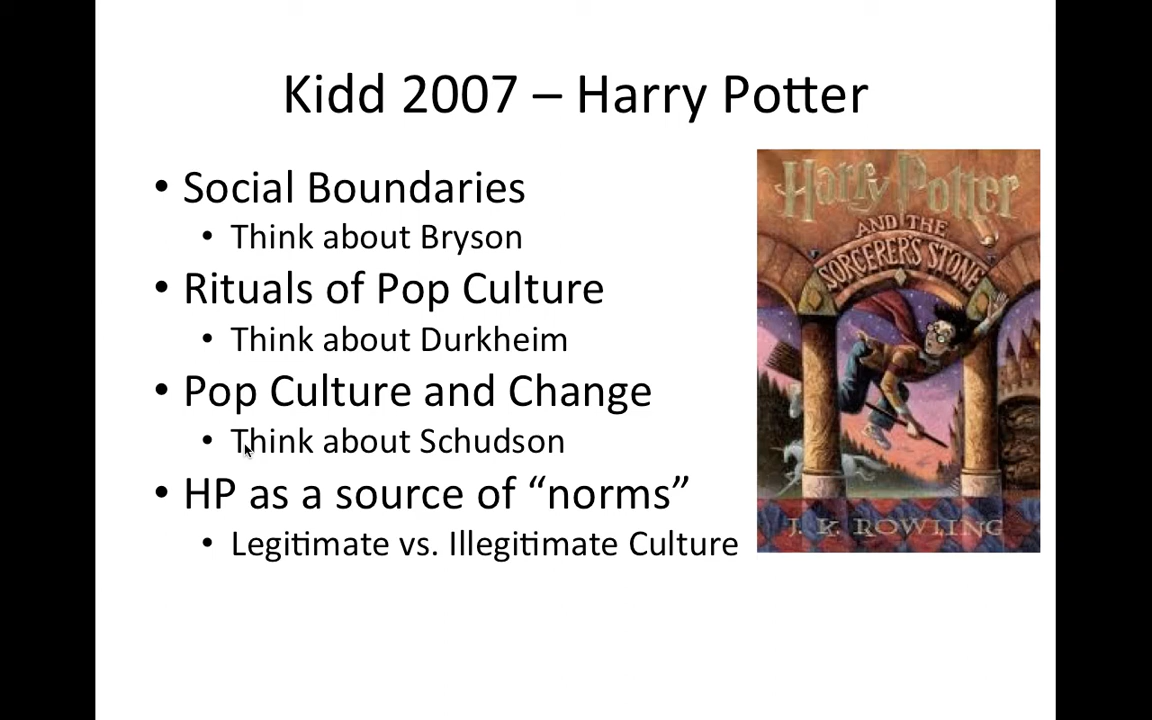 Kidd 2007 – Harry Potter
• Social Boundaries
• Think about Bryson
• Rituals of Pop Culture
• Think about Durkheim
• Pop Culture and Change
• Think about Schudson
• HP as a source of “norms”
• Legitimate vs. Illegitimate Culture
Harry Potter
AND THE
SORCERER'S STONE
J. K. ROWLING